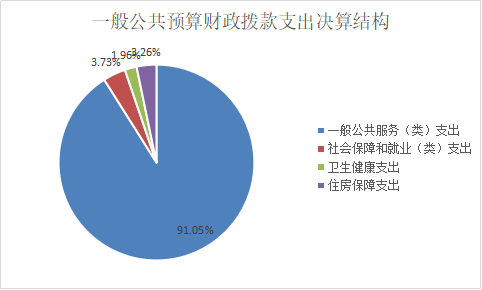 一般公共预算财政拨款支出决算结构
3.73%
1.96%
3.26%
91.05%
一般公共服务（类）支出
社会保障和就业（类）支出
卫生健康支出
住房保障支出